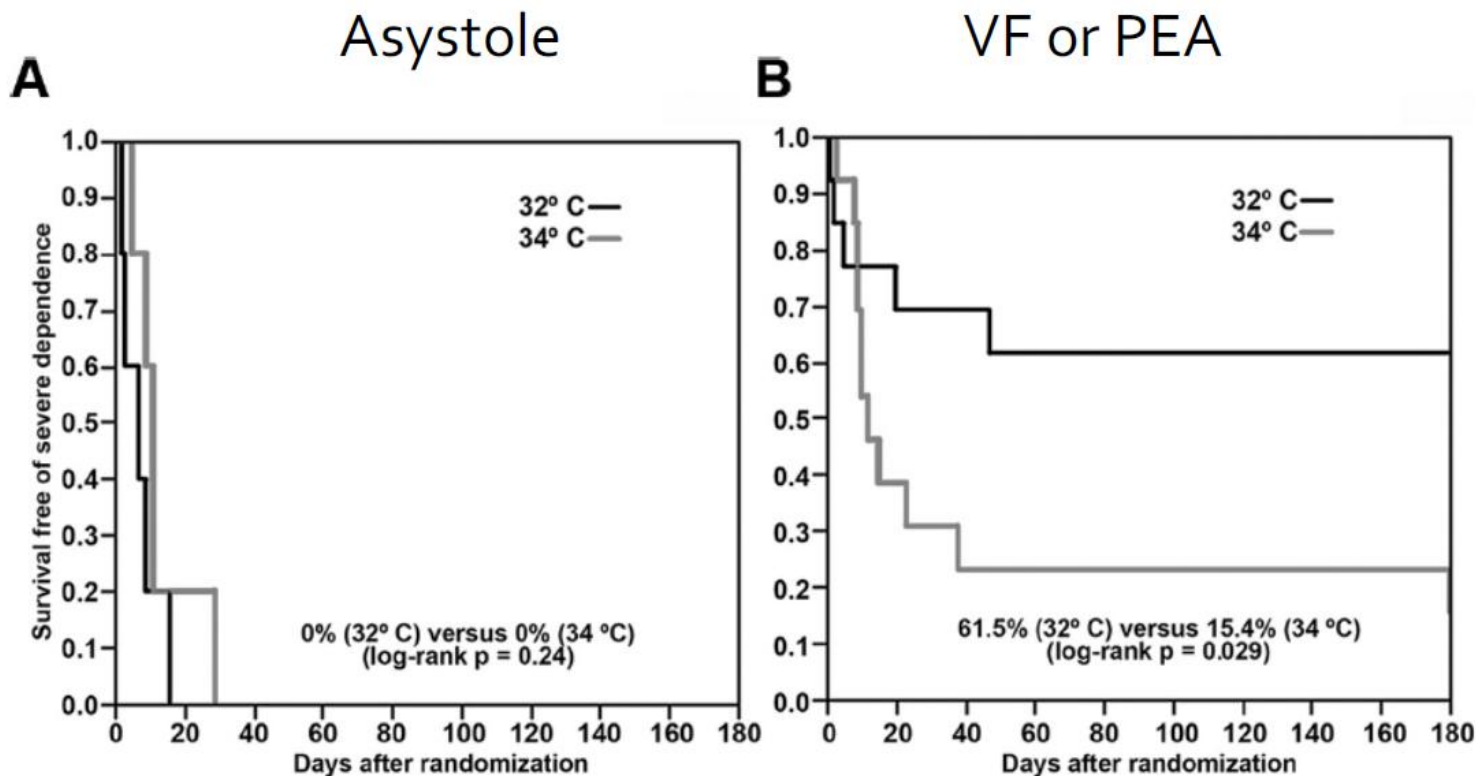 Asystole
VF or PEA
A
B
Survival free of severe dependence
1.0
0.9
0.8
0.7
0.6
0.5
0.4
0.3
0.2
0.1
0.0
32º C
34º C
0% (32º C) versus 0% (34 ºC)
(log-rank p = 0.24)
0 20 40 60 80 100 120 140 160 180
Days after randomization
1.0
0.9
0.8
0.7
0.6
0.5
0.4
0.3
0.2
0.1
0.0
32º C
34º C
61.5% (32º C) versus 15.4% (34 ºC)
(log-rank p = 0.029)
0 20 40 60 80 100 120 140 160 180
Days after randomization